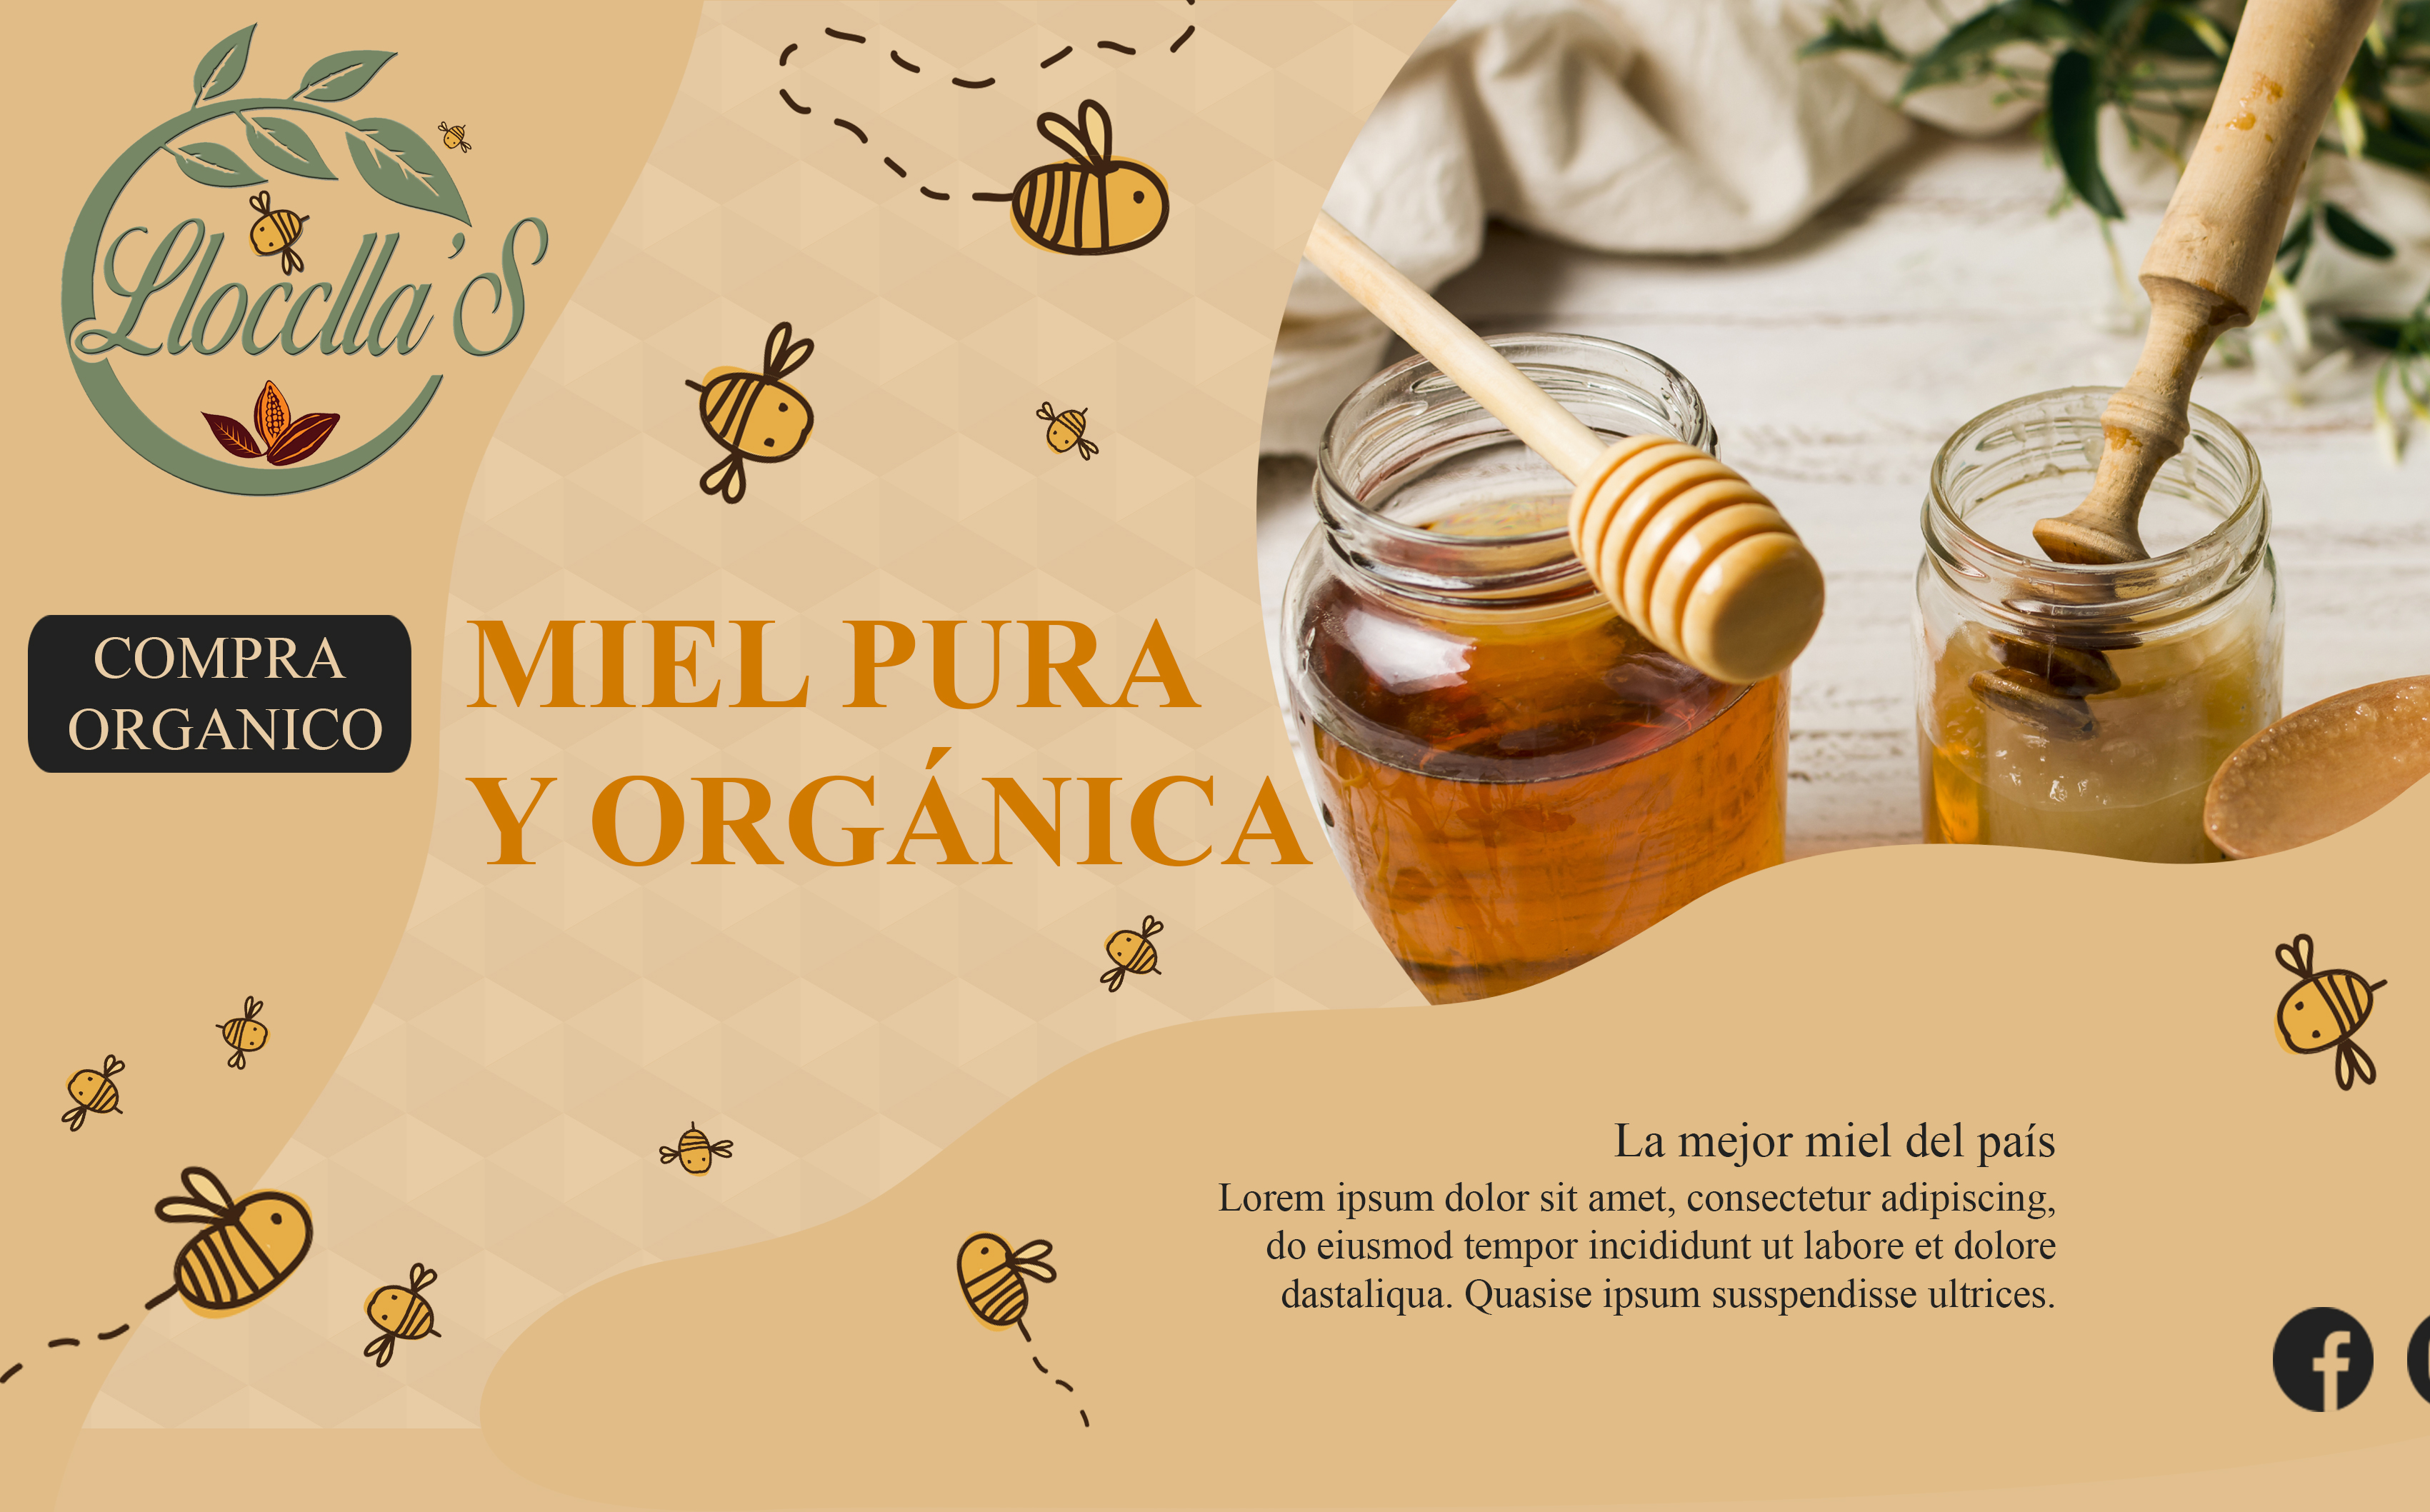 Llocclla'S
COMPRA
ORGANICO
MIEL PURA
Y ORGÁNICA
La mejor miel del país
Lorem ipsum dolor sit amet, consectetur adipiscing,
do eiusmod tempor incididunt ut labore et dolore
dastaliqua. Quasise ipsum susspendisse ultrices.